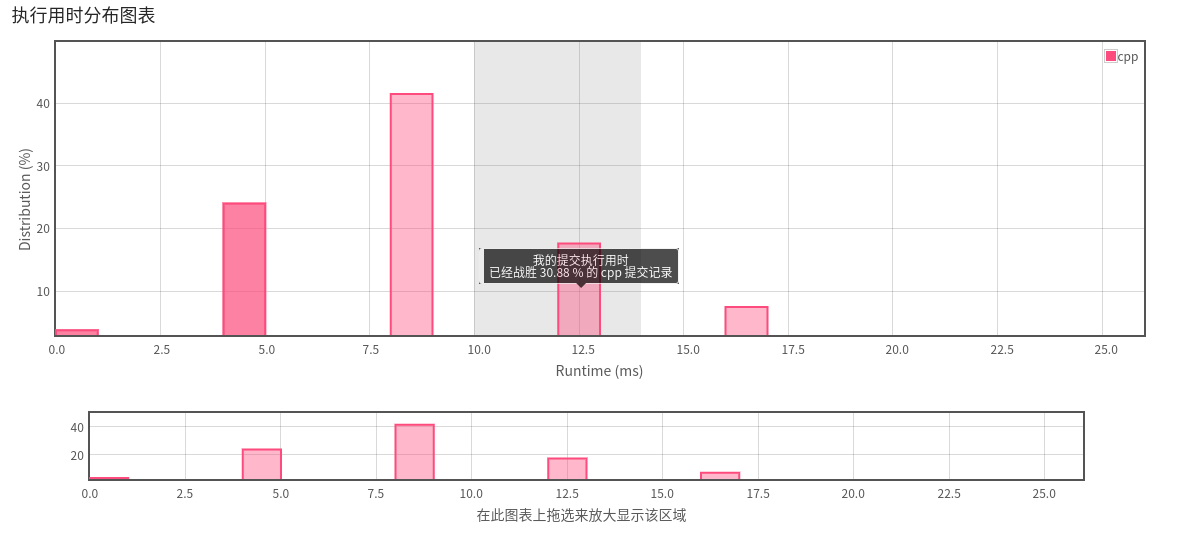 执行用时分布图表
cpp
40
30
20
10
Distribution (%)
我的提交执行用时
已经战胜 30.88 % 的 cpp 提交记录
0.0 2.5 5.0 7.5 10.0 12.5 15.0 17.5 20.0 22.5 25.0
Runtime (ms)
40
20
0.0 2.5 5.0 7.5 10.0 12.5 15.0 17.5 20.0 22.5 25.0
在此图表上拖选来放大显示该区域